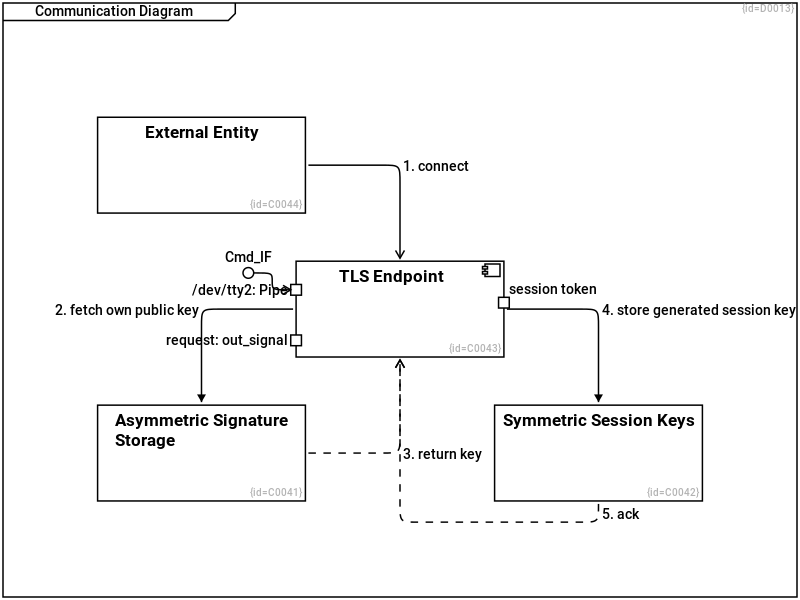 Communication Diagram
{id=D0013}
External Entity
{id=C0044}
1. connect
Cmd_IF
/dev/tty2: Pipe
TLS Endpoint
{id=C0043}
session token
2. fetch own public key
4. store generated session key
request: out_signal
Asymmetric Signature
Storage
{id=C0041}
3. return key
Symmetric Session Keys
{id=C0042}
5. ack